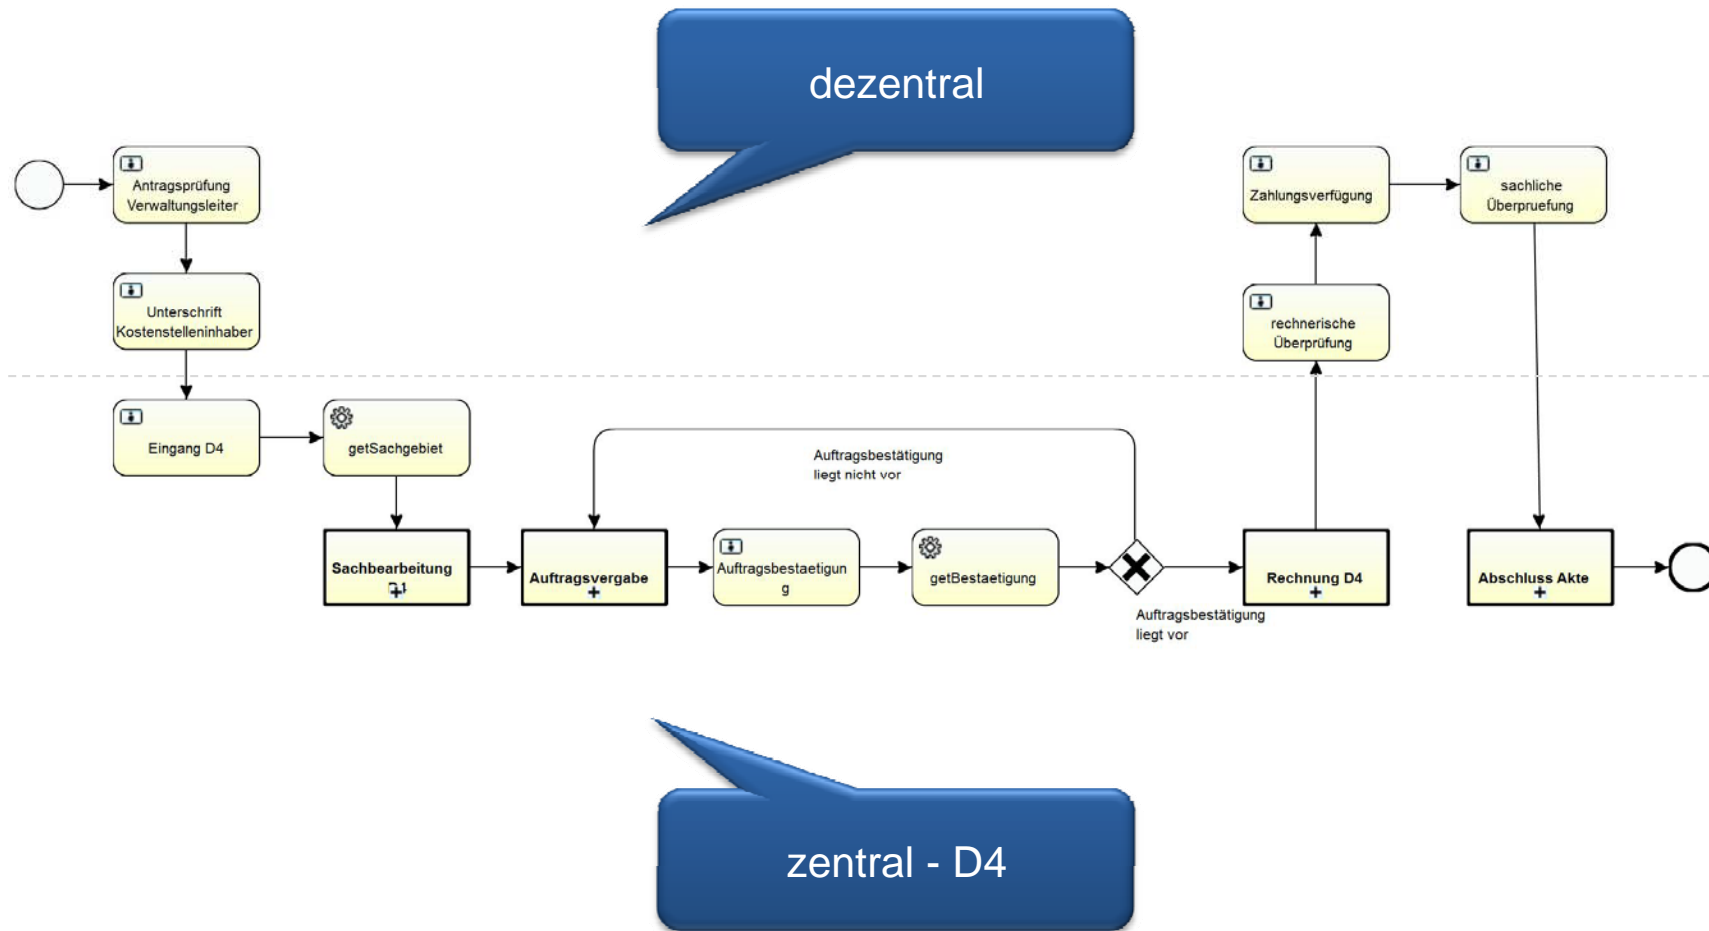 dezentral
Antragsprüfung
Verwaltungsleiter
Zahlungsverfügung
sachliche
Überpruefung
Unterschrift
Kostenstelleninhaber
rechnerische
Überprüfung
Eingang D4
getSachgebiet
Auftragsbestätigung
liegt nicht vor
Sachbearbeitung
Auftragsvergabe
Auftragsbestaetigun
g
getBestaetigung
Rechnung D4
Abschluss Akte
Auftragsbestätigung
liegt vor
zentral - D4